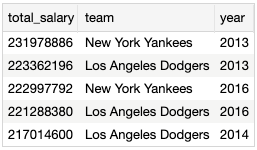 total_salary team year
231978886 New York Yankees 2013
223362196 Los Angeles Dodgers 2013
222997792 New York Yankees 2016
221288380 Los Angeles Dodgers 2016
217014600 Los Angeles Dodgers 2014